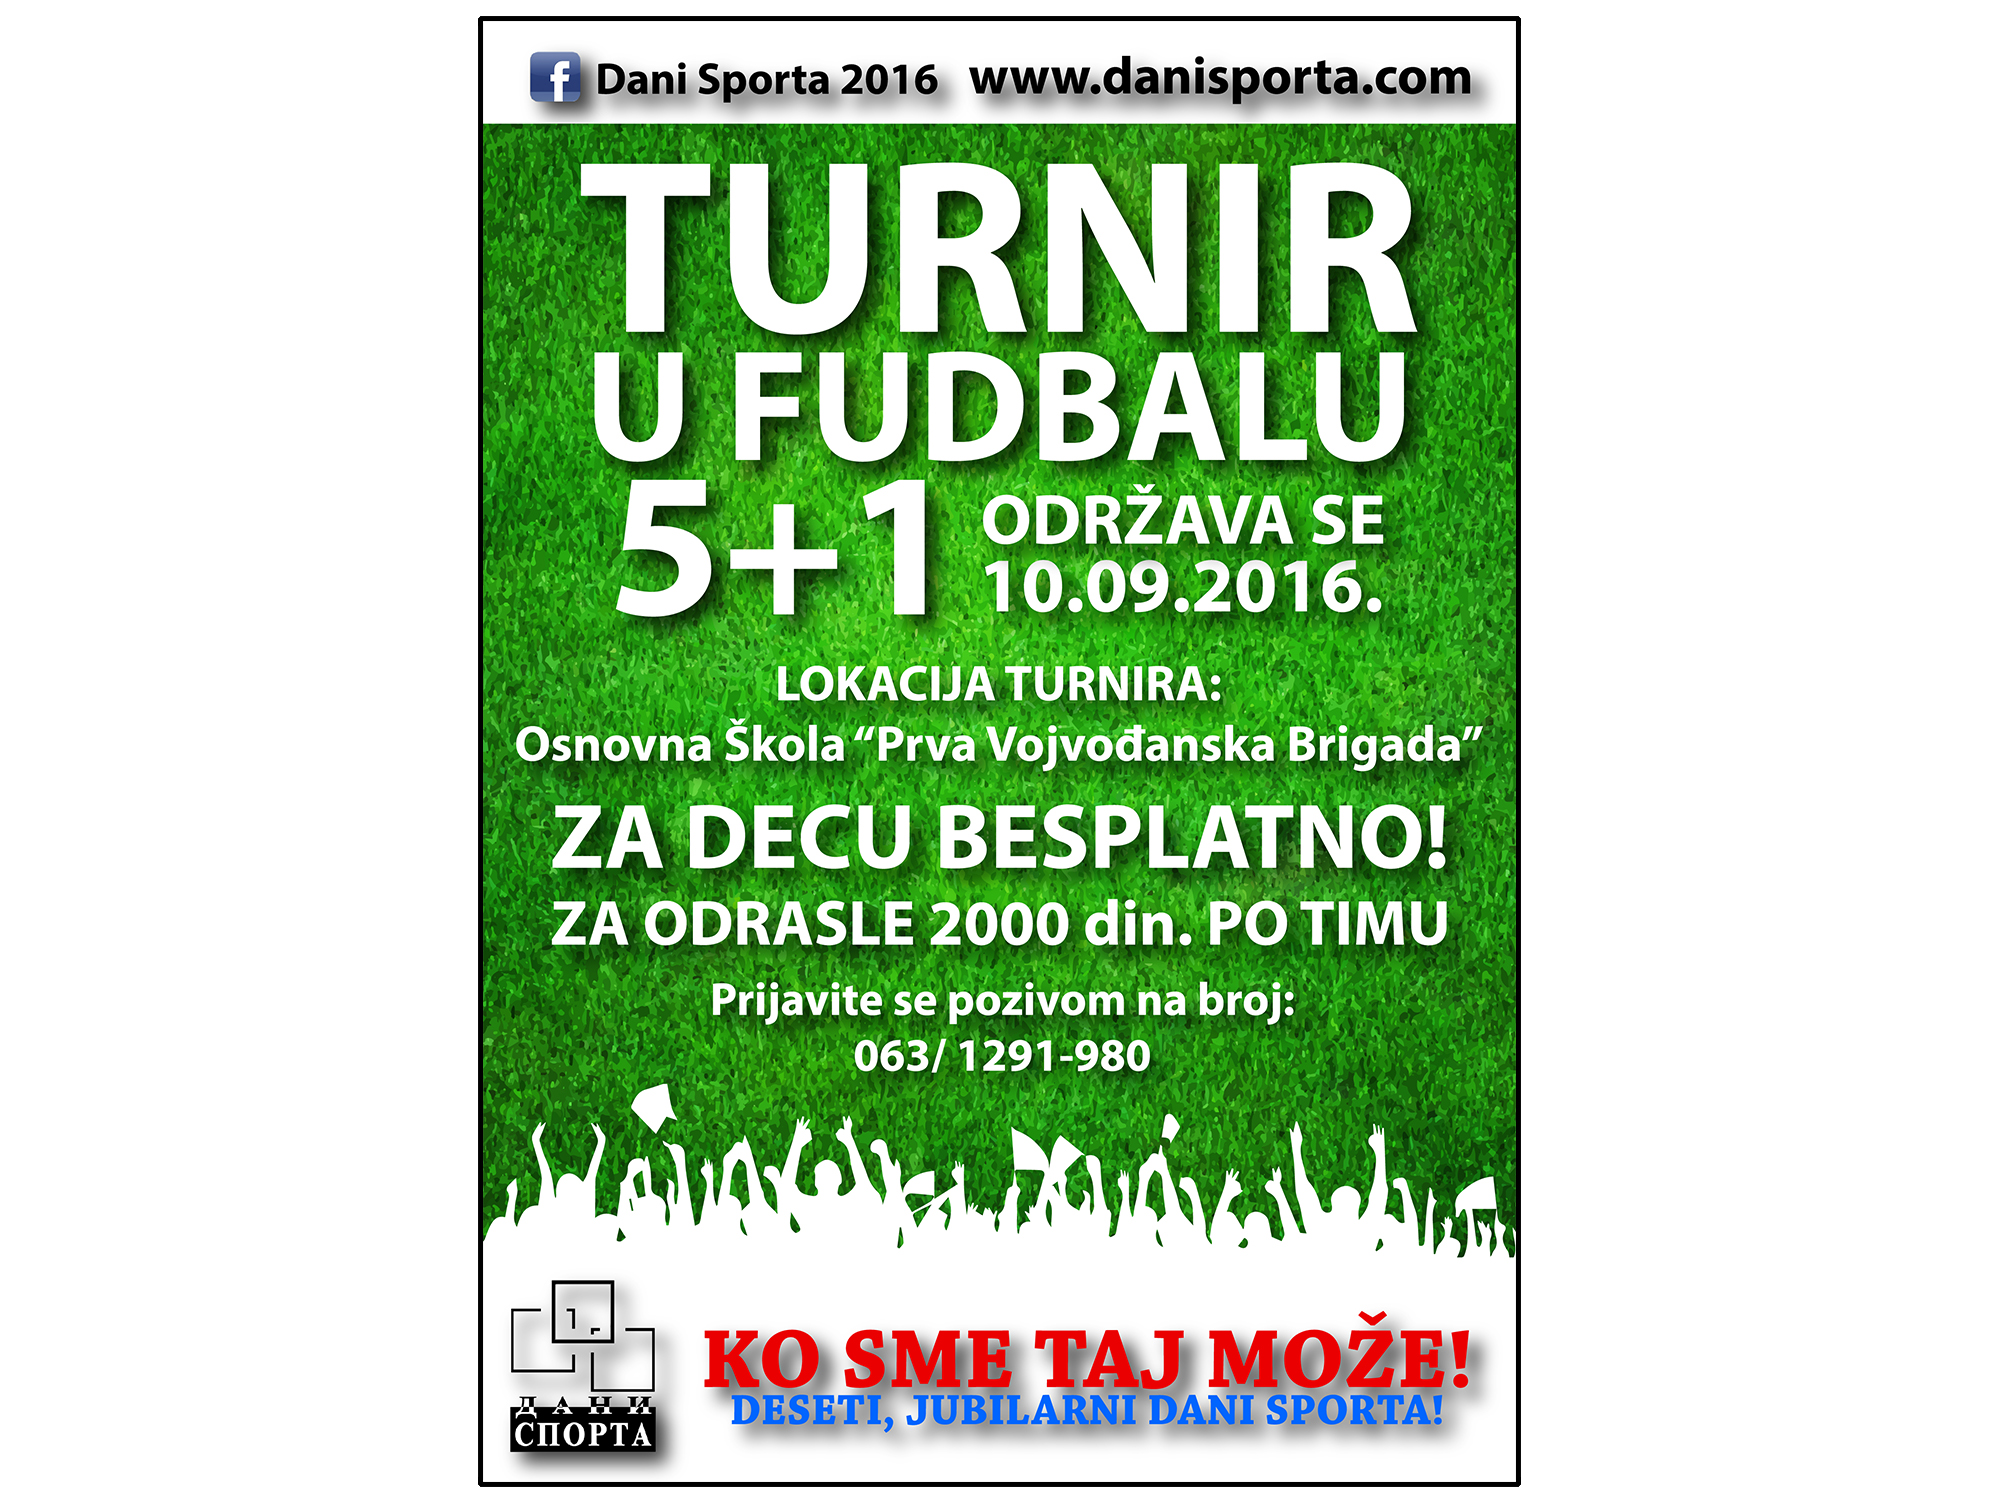 Dani Sporta 2016 www.danisporta.com
TURNIR
U FUDBALU
5+1
ODRŽAVA SE
10.09.2016.
LOKACIJA TURNIRA:
Osnovna Škola “Prva Vojvođanska Brigada”
ZA DECU BESPLATNO!
ZA ODRASLE 2000 din. PO TIMU
Prijavite se pozivom na broj:
063/ 1291-980
ДАНИ
СПОРТА
KO SME TAJ MOŽE!
DESETI, JUBILARNI DANI SPORTA!